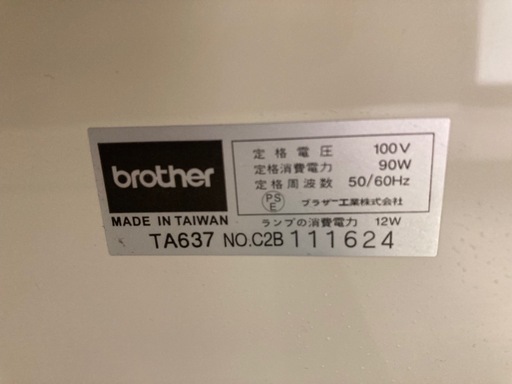 brother
定格電圧 100V
定格消費電力 90W
定格周波数 50/60Hz
PS
E
ブラザー工業株式会社
MADE IN TAIWAN
ランプの消費電力 12W
TA637 NO.C2B 111624